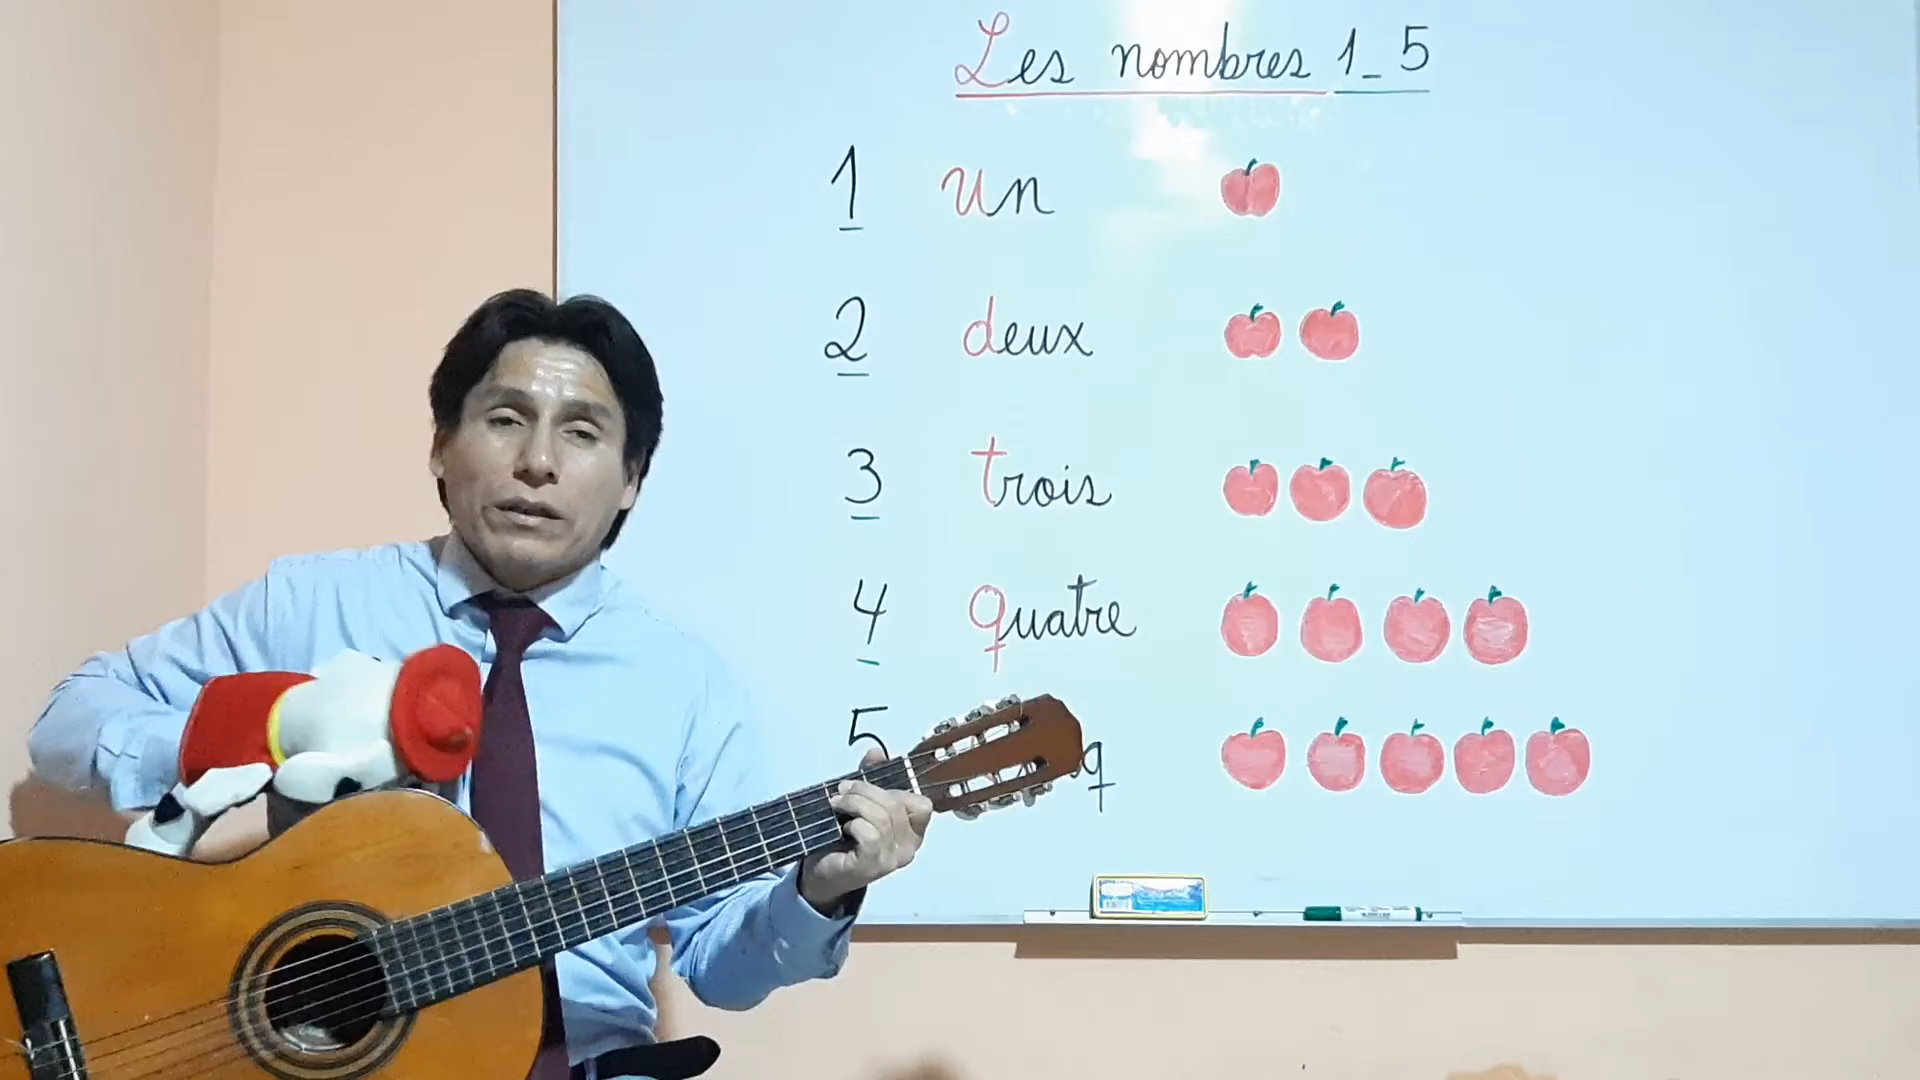 Les nombres 1_5
1 un
2 deux
3 trois
4 quatre
5